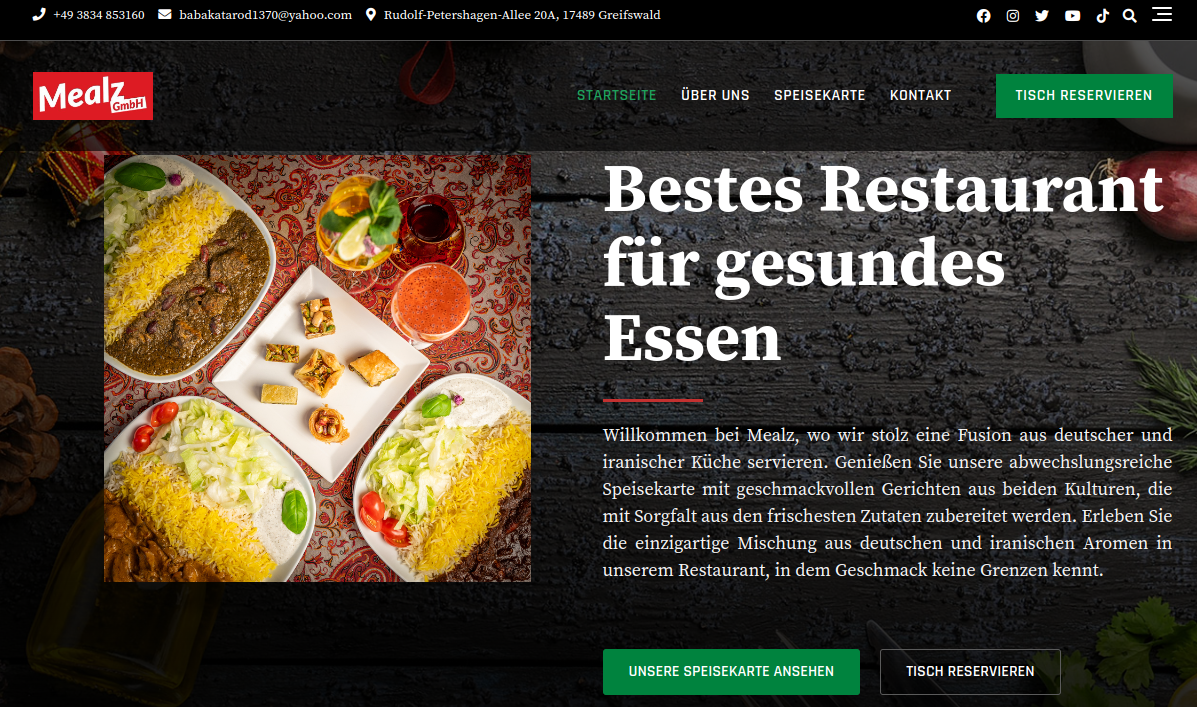 +49 3834 853160 babakatarod1370@yahoo.com Rudolf-Petershagen-Allee 20A, 17489 Greifswald
Mealz GmbH
STARTSEITE ÜBER UNS SPEISEKARTE KONTAKT TISCH RESERVIEREN
Bestes Restaurant
für gesundes
Essen
Willkommen bei Mealz, wo wir stolz eine Fusion aus deutscher und
iranischer Küche servieren. Genießen Sie unsere abwechslungsreiche
Speisekarte mit geschmackvollen Gerichten aus beiden Kulturen, die
mit Sorgfalt aus den frischesten Zutaten zubereitet werden. Erleben Sie
die einzigartige Mischung aus deutschen und iranischen Aromen in
unserem Restaurant, in dem Geschmack keine Grenzen kennt.
UNSERE SPEISEKARTE ANSEHEN TISCH RESERVIEREN